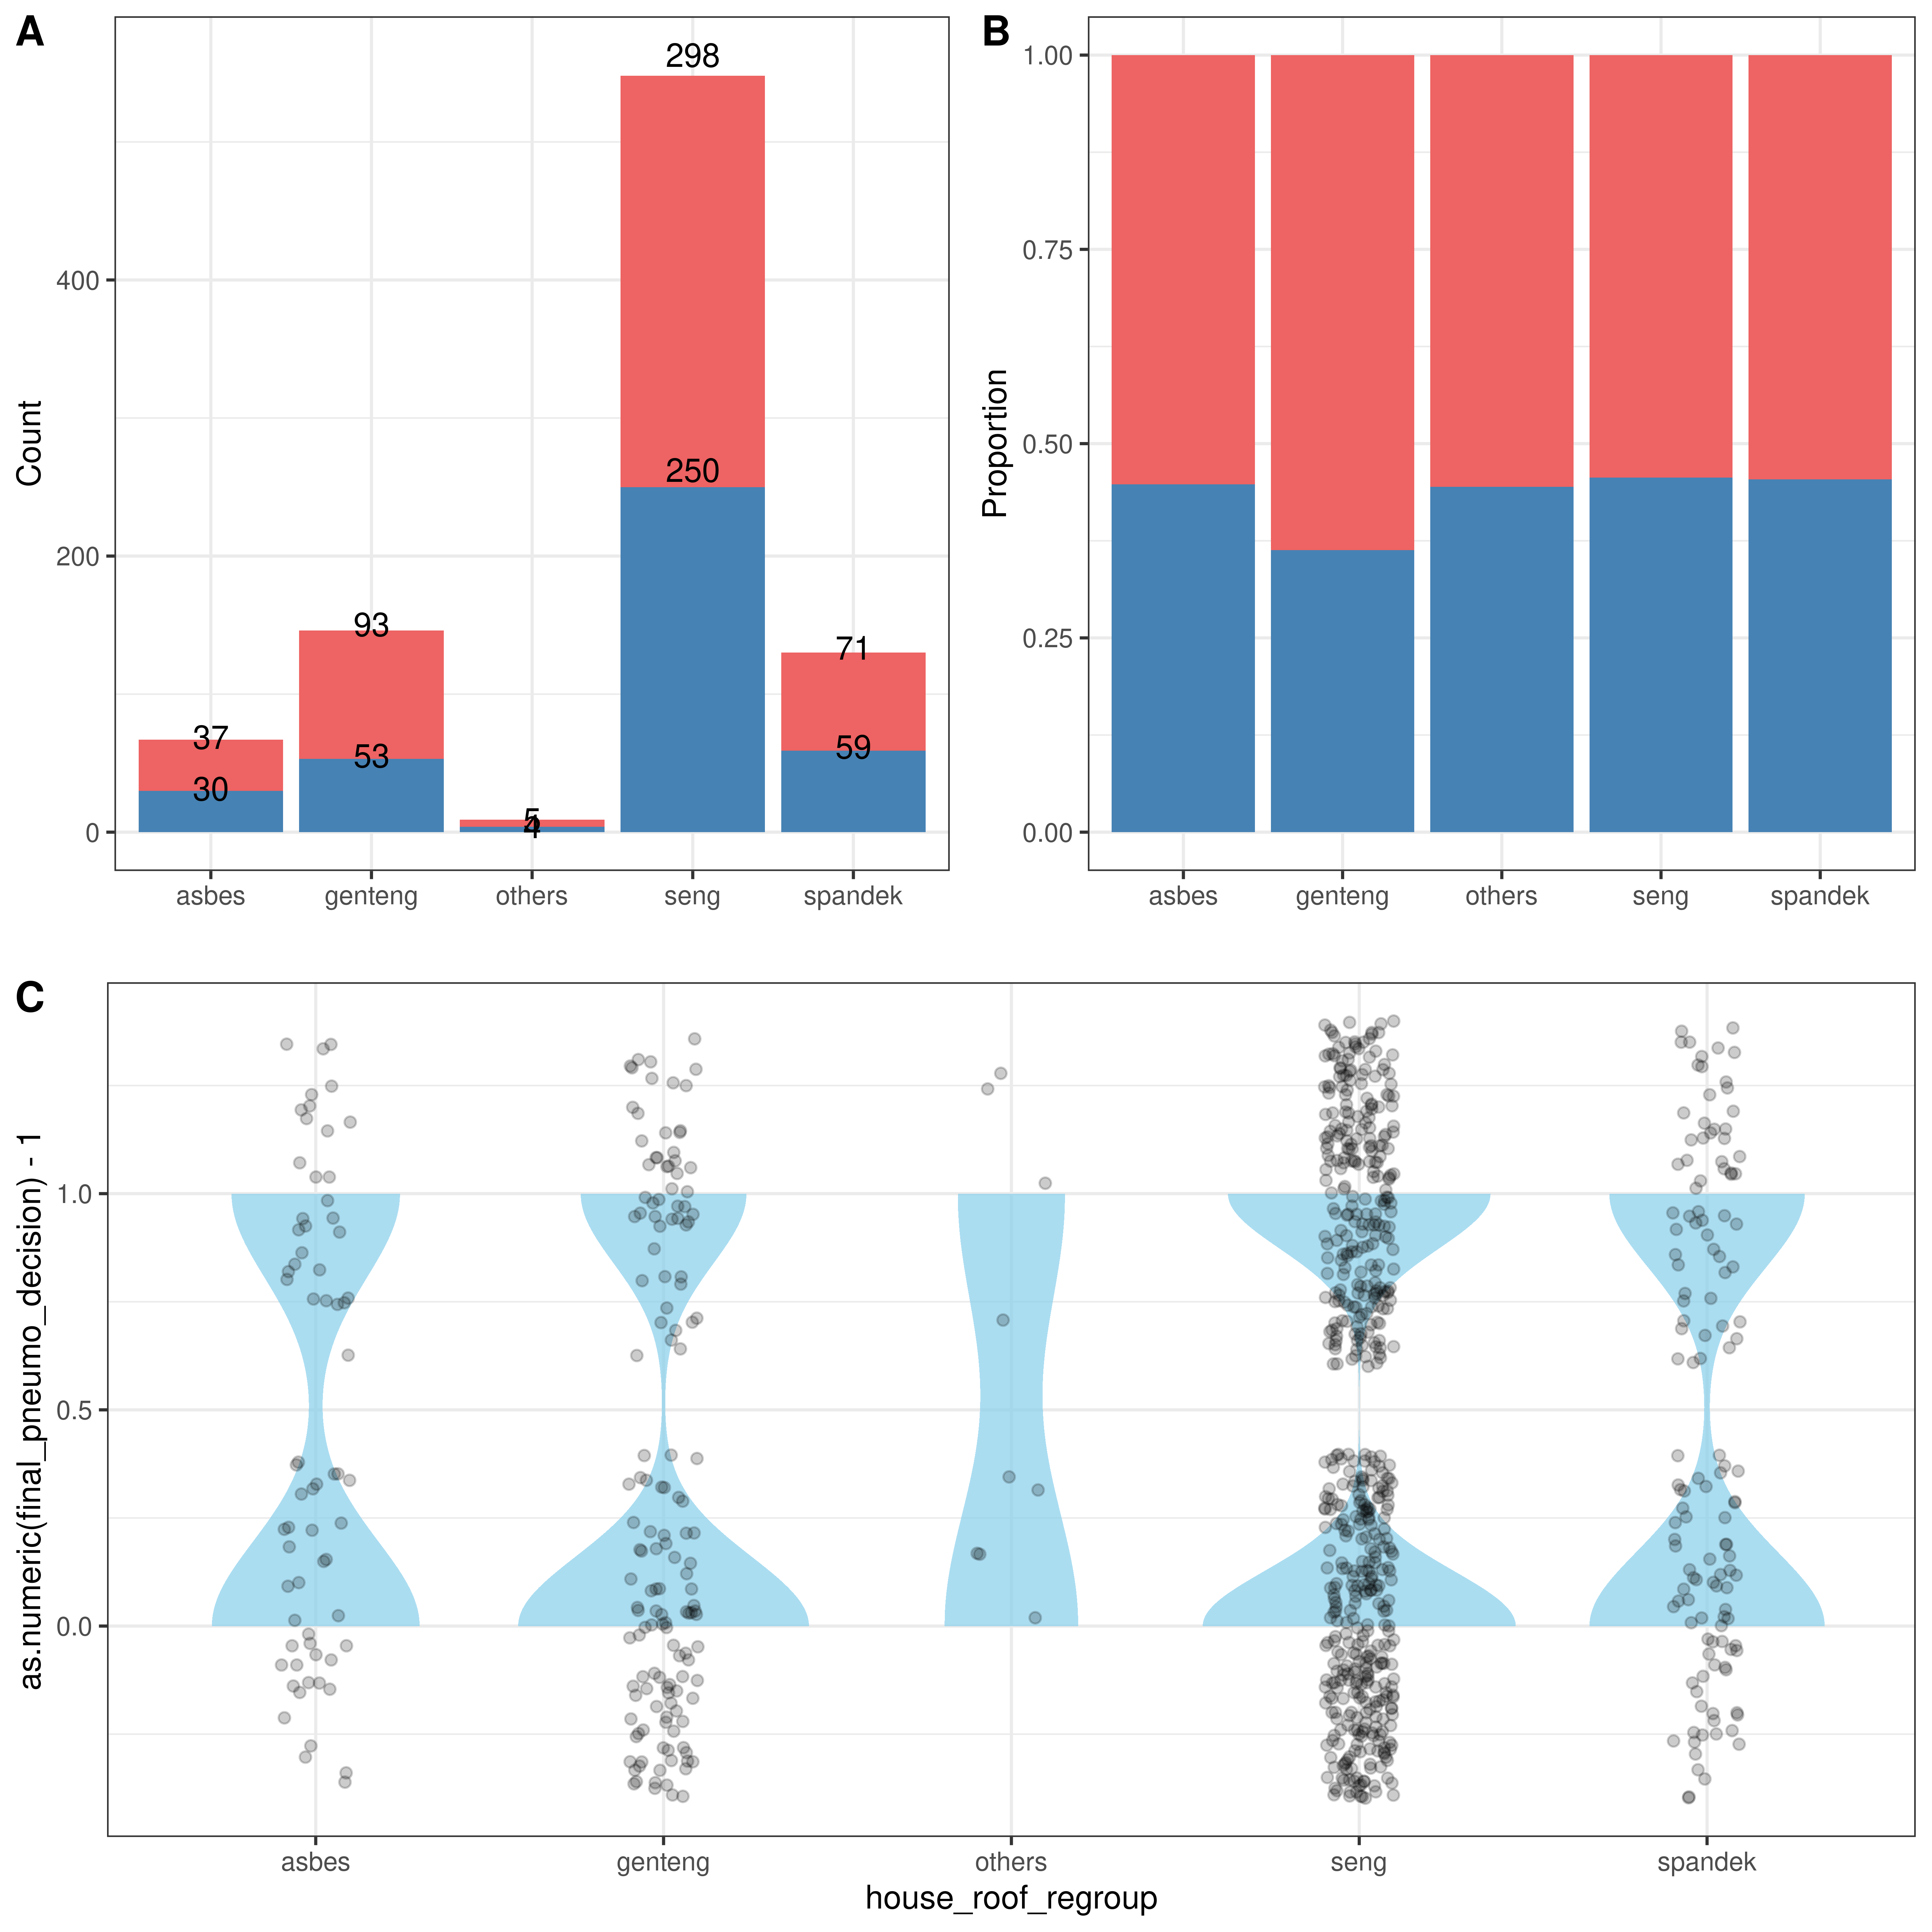 A
Count
400
200
0
298
250
93
53
37
30
5
4
71
59
asbes genteng others seng spandek
B
Proportion
1.00
0.75
0.50
0.25
0.00
asbes genteng others seng spandek
C
as.numeric(final_pneumo_decision) - 1
1.0
0.5
0.0
asbes genteng others seng spandek
house_roof_regroup